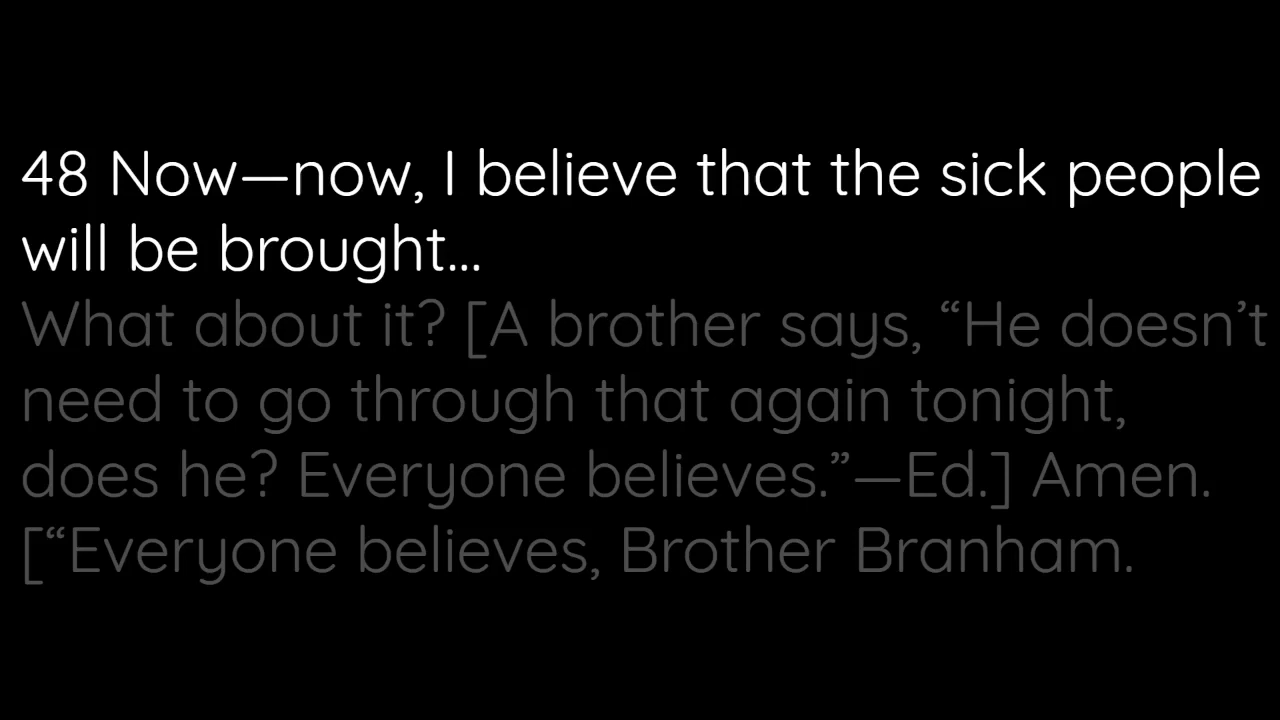 48 Now—now, I believe that the sick people
will be brought...
What about it? [A brother says, “He doesn’t
need to go through that again tonight,
does he? Everyone believes.”—Ed.] Amen.
[“Everyone believes, Brother Branham.